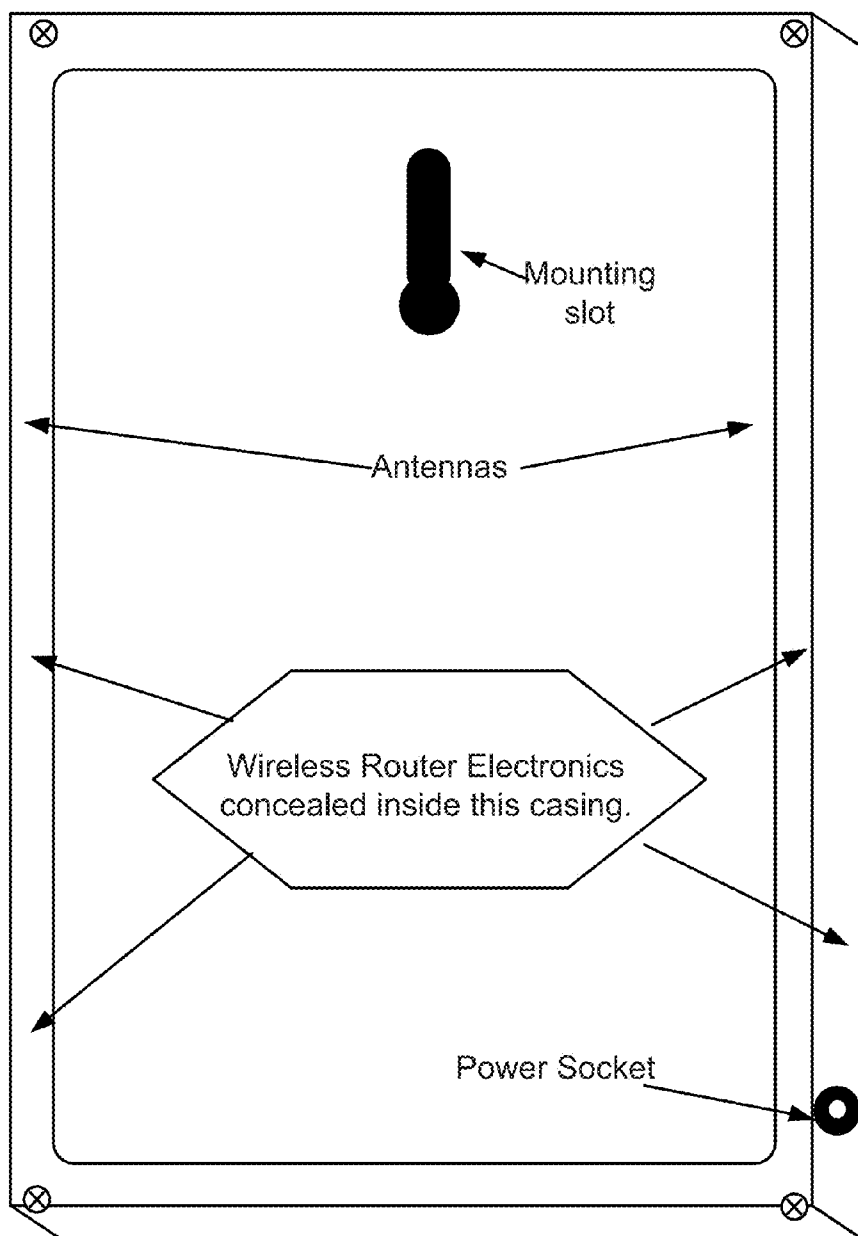 Mounting
slot
Antennas
Wireless Router Electronics
concealed inside this casing.
Power Socket